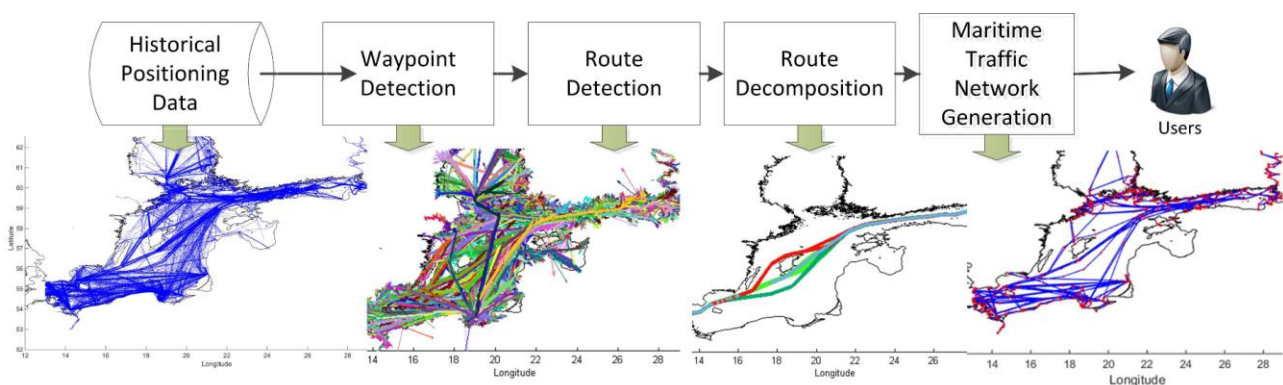 Historical
Positioning
Data
Waypoint
Detection
Route
Detection
Route
Decomposition
Maritime
Traffic
Network
Generation
Users
62
61
60
59
58
57
56
55
54
53
52
Latitude
12 14 16 18 20 22 24 26 28
Longitude
14 16 18 20 22 24 26 28
Longitude
14 16 18 20 22 24 26
Longitude
14 16 18 20 22 24 26 28
Longitude